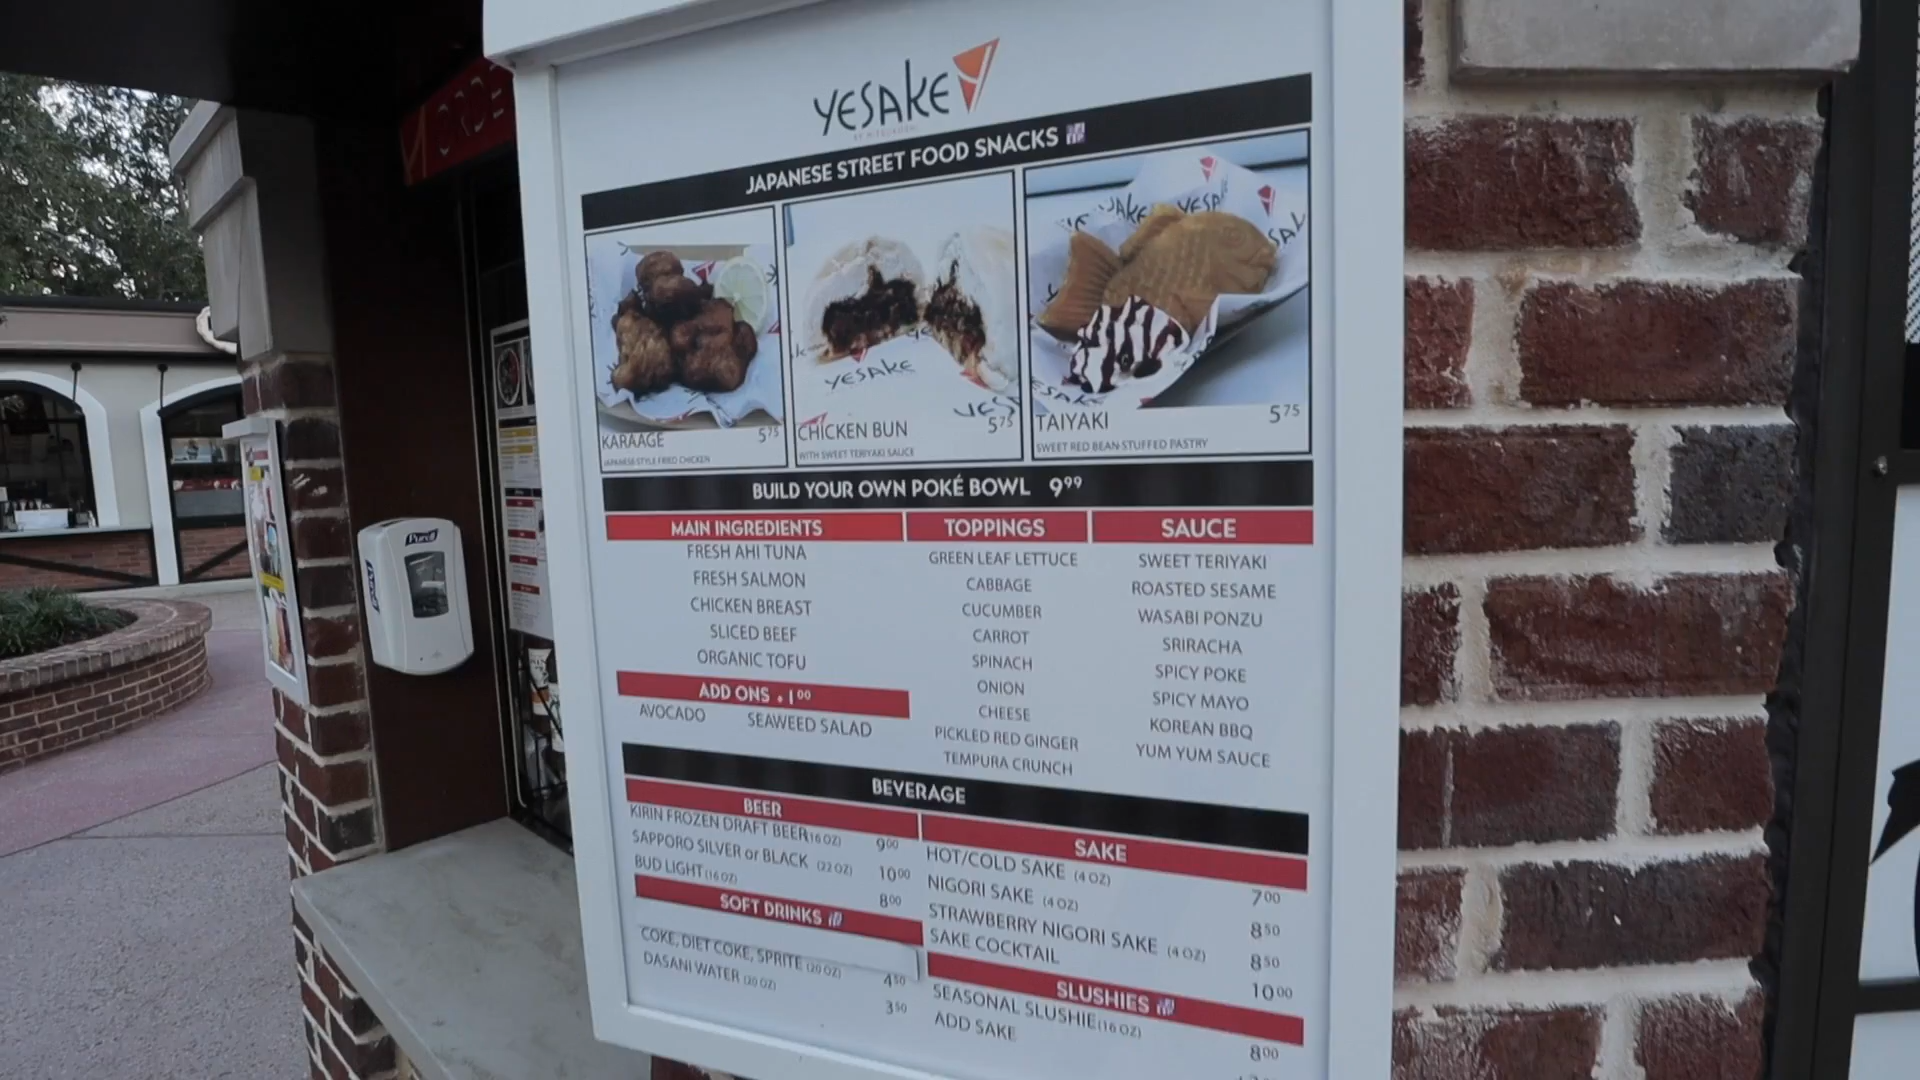 YESAKE
JAPANESE STREET FOOD SNACKS
KARAAGE 5.75
JAPANESE STYLE FRIED CHICKEN
CHICKEN BUN 5.75
WITH SWEET TERIYAKI SAUCE
TAIYAKI 5.75
SWEET RED BEAN-STUFFED PASTRY
BUILD YOUR OWN POKÉ BOWL 9.99
MAIN INGREDIENTS
FRESH AHI TUNA
FRESH SALMON
CHICKEN BREAST
SLICED BEEF
ORGANIC TOFU
ADD ONS + 1.00
AVOCADO SEAWEED SALAD
TOPPINGS
GREEN LEAF LETTUCE
CABBAGE
CUCUMBER
CARROT
SPINACH
ONION
CHEESE
PICKLED RED GINGER
TEMPURA CRUNCH
SAUCE
SWEET TERIYAKI
ROASTED SESAME
WASABI PONZU
SRIRACHA
SPICY POKE
SPICY MAYO
KOREAN BBQ
YUM YUM SAUCE
BEVERAGE
BEER
KIRIN FROZEN DRAFT BEER (16 OZ) 9.00
SAPPORO SILVER or BLACK (22 OZ) 10.00
BUD LIGHT (16 OZ) 8.00
SOFT DRINKS
COKE, DIET COKE, SPRITE (20 OZ) 4.50
DASANI WATER (20 OZ) 3.50
SAKE
HOT/COLD SAKE (4 OZ) 7.00
NIGORI SAKE (4 OZ) 8.50
STRAWBERRY NIGORI SAKE (4 OZ) 8.50
SAKE COCKTAIL 10.00
SLUSHIES
SEASONAL SLUSHIE (16 OZ) 8.00
ADD SAKE
Purell
YESAKE